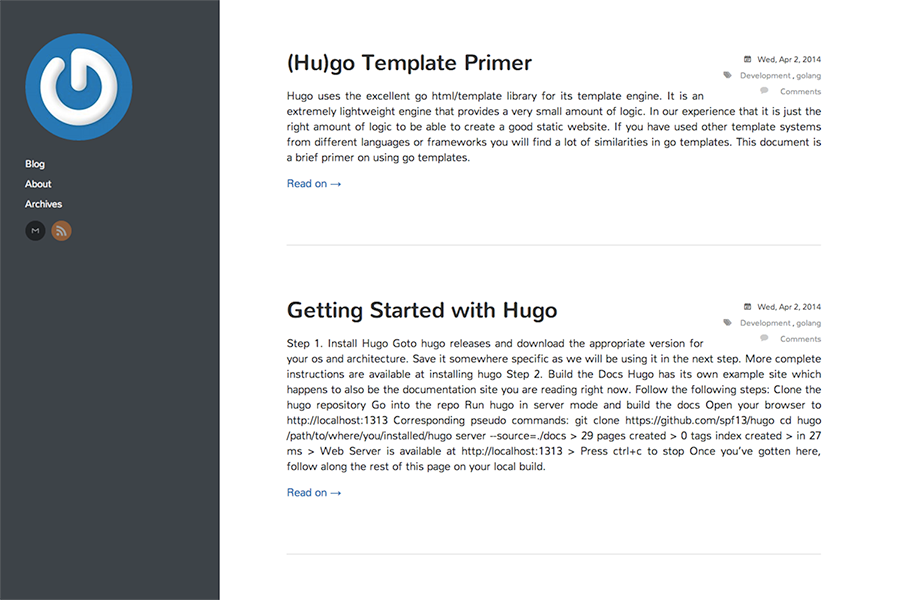 Blog
About
Archives
(Hu)go Template Primer
Wed, Apr 2, 2014
Development, golang
Comments
Hugo uses the excellent go html/template library for its template engine. It is an
extremely lightweight engine that provides a very small amount of logic. In our experience that it is just the
right amount of logic to be able to create a good static website. If you have used other template systems
from different languages or frameworks you will find a lot of similarities in go templates. This document is
a brief primer on using go templates.
Read on →
Getting Started with Hugo
Wed, Apr 2, 2014
Development, golang
Comments
Step 1. Install Hugo Goto hugo releases and download the appropriate version for
your os and architecture. Save it somewhere specific as we will be using it in the next step. More complete
instructions are available at installing hugo Step 2. Build the Docs Hugo has its own example site which
happens to also be the documentation site you are reading right now. Follow the following steps: Clone the
hugo repository Go into the repo Run hugo in server mode and build the docs Open your browser to
http://localhost:1313 Corresponding pseudo commands: git clone https://github.com/spf13/hugo cd hugo
/path/to/where/you/installed/hugo server --source=./docs > 29 pages created > 0 tags index created > in 27
ms > Web Server is available at http://localhost:1313 > Press ctrl+c to stop Once you've gotten here,
follow along the rest of this page on your local build.
Read on →